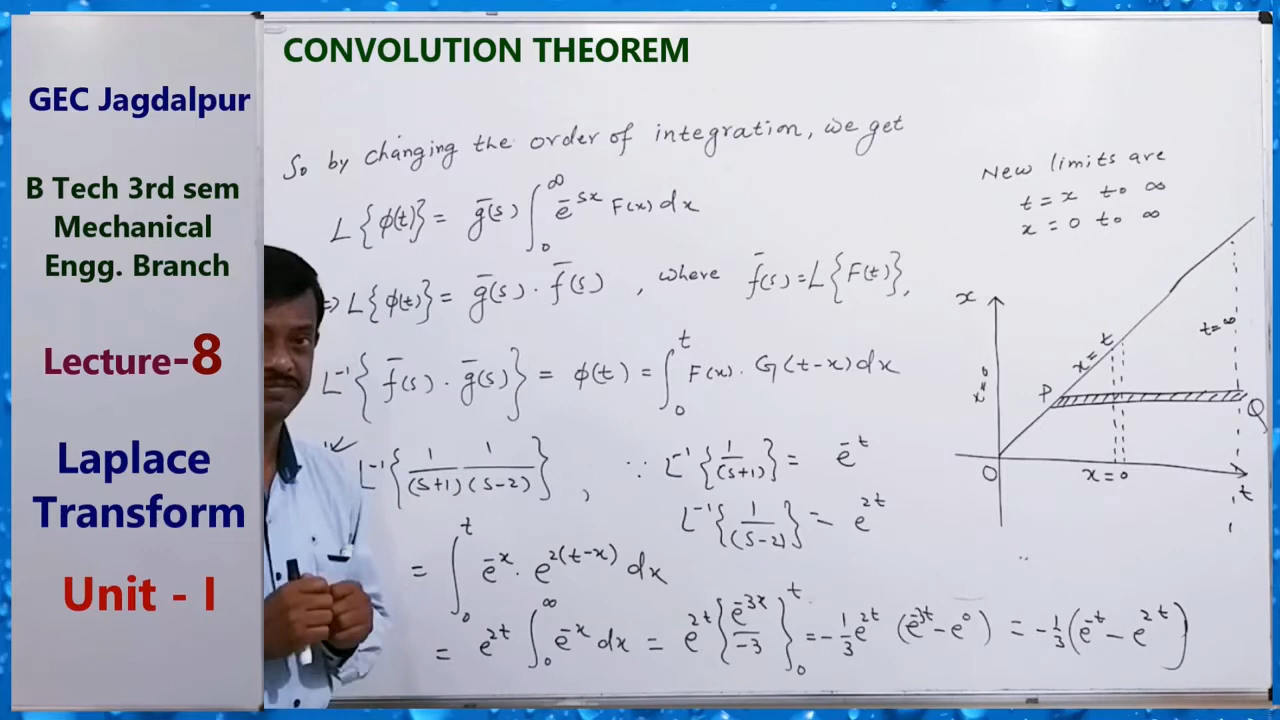 GEC Jagdalpur
B Tech 3rd sem
Mechanical
Engg. Branch
Lecture-8
Laplace
Transform
Unit - I
CONVOLUTION THEOREM
So by changing the order of integration, we get
L{ϕ(t)} = g̅(s) ∫₀^∞ e^{-sx} F(x) dx
⇒ L{ϕ(t)} = g̅(s) · f̅(s) , where f̅(s) = L{F(t)},
L⁻¹{f̅(s) · g̅(s)} = ϕ(t) = ∫₀^t F(x) · G(t-x) dx
L⁻¹{1/(s+1) 1/(s-2)} , ∵ L⁻¹{1/(s+1)} = e^{-t}
L⁻¹{1/(s-2)} = e^{2t}
= ∫₀^t e^{-x} · e^{2(t-x)} dx
= e^{2t} ∫₀^∞ e^{-x} dx = e^{2t} {e^{-3x}/-3}₀^t = -1/3 e^{2t} (e^{-3t} - e^0) = -1/3 (e^{-t} - e^{2t})
New limits are
t = x to ∞
x = 0 to ∞
x
x = t
t = ∞
x = 0
P
Q
O
x = 0
t